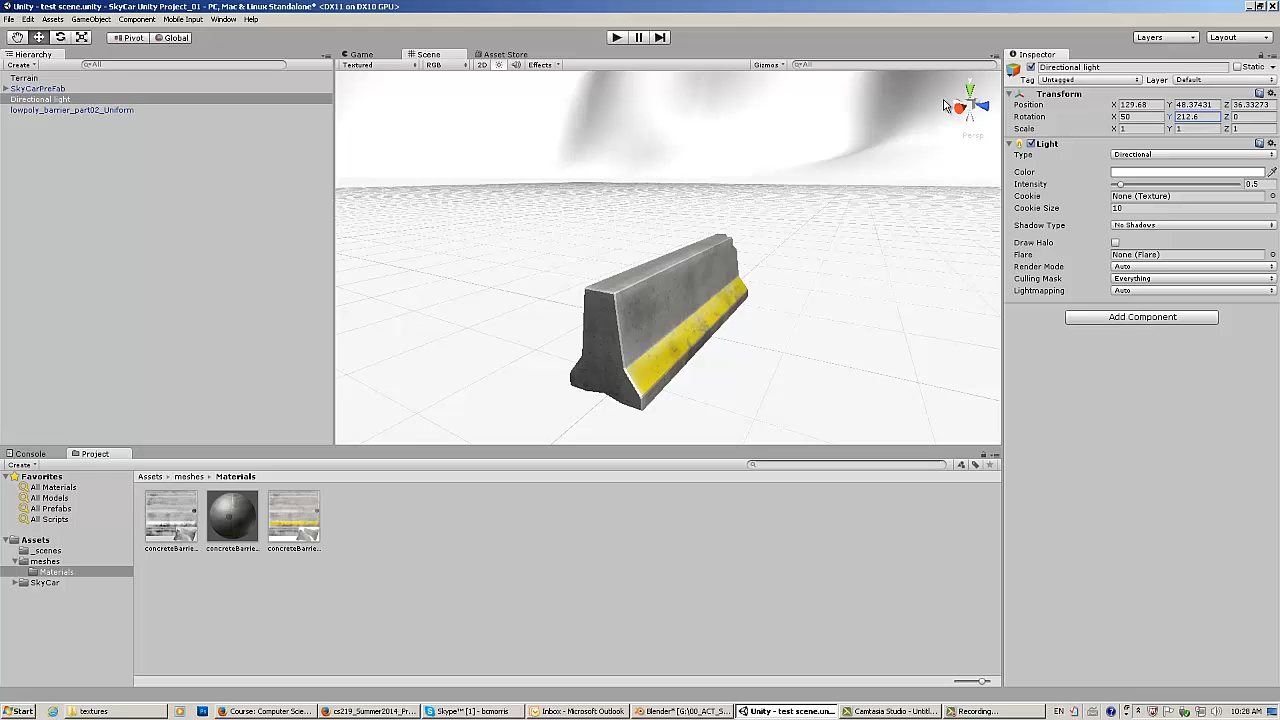 Unity - test scene.unity - SkyCar Unity Project_01 - PC, Mac & Linux Standalone* <DX11 on DX10 GPU>
File Edit Assets GameObject Component Mobile Input Window Help
Pivot Global Layers Layout
Hierarchy Game Scene Asset Store Inspector
Create All Textured RGB 2D Effects Gizmos All Directional light Static
Terrain Tag Untagged Layer Default
SkyCarPreFab Transform
Directional light Position X 129.68 Y 48.37431 Z 36.33273
lowpoly_barrier_part02_Uniform Rotation X 50 Y 212.6 Z 0
Scale X 1 Y 1 Z 1
Persp
Light
Type Directional
Color
Intensity 0.5
Cookie None (Texture)
Cookie Size 10
Shadow Type No Shadows
Draw Halo
Flare None (Flare)
Render Mode Auto
Culling Mask Everything
Lightmapping Auto
Add Component
Console Project
Create
Favorites Assets meshes Materials
All Materials
All Models
All Prefabs
All Scripts
Assets
_scenes
meshes
Materials
SkyCar
concreteBarrie... concreteBarrie... concreteBarrie...
Start textures Course: Computer Scie... cs219_Summer2014_Pr... Skype™ [1] - bcmorris Inbox - Microsoft Outlook Blender* [G:\00_ACT_S... Unity - test scene.un... Camtasia Studio - Untitl... Recording... EN 10:28 AM